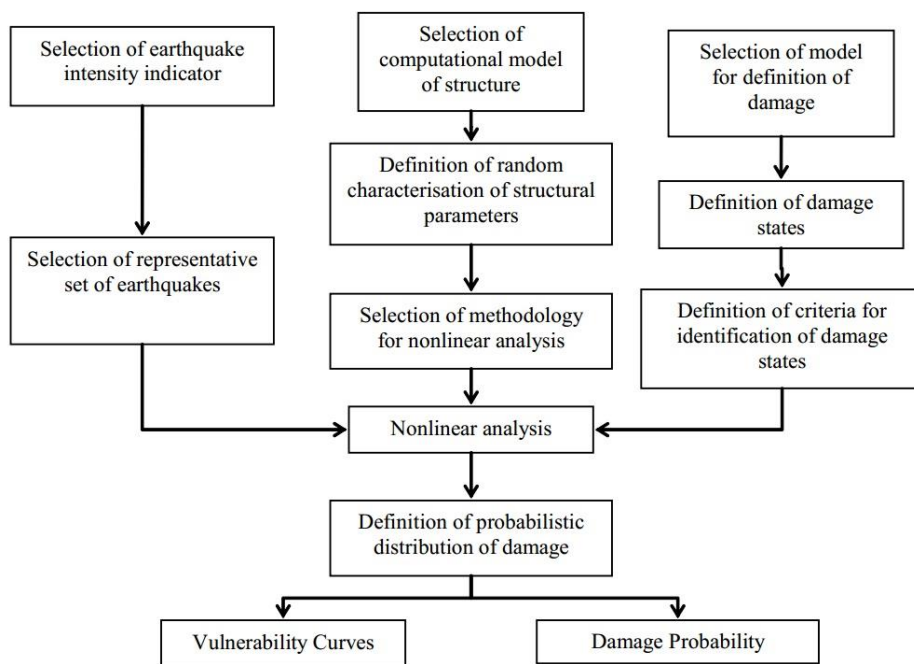 Selection of earthquake
intensity indicator
Selection of representative
set of earthquakes
Selection of
computational model
of structure
Definition of random
characterisation of structural
parameters
Selection of methodology
for nonlinear analysis
Selection of model
for definition of
damage
Definition of damage
states
Definition of criteria for
identification of damage
states
Nonlinear analysis
Definition of probabilistic
distribution of damage
Vulnerability Curves
Damage Probability